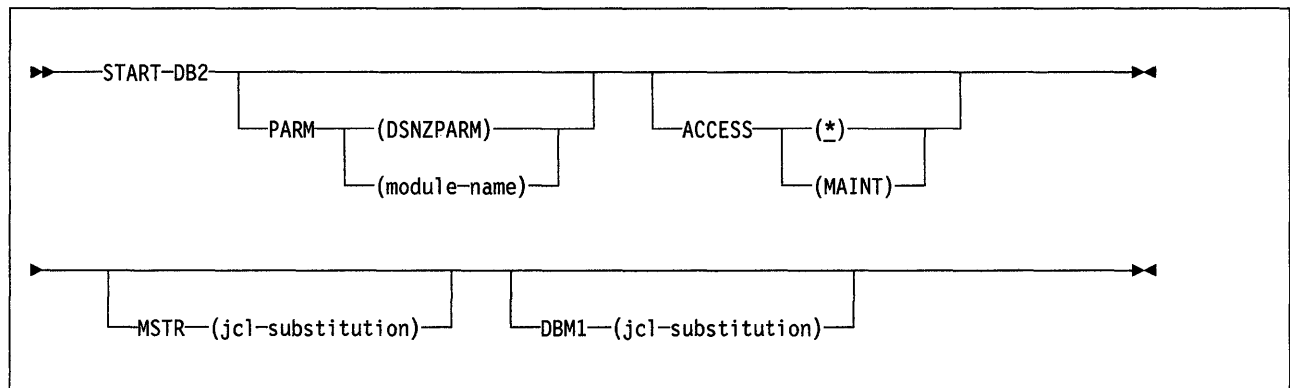 START-DB2
PARM (DSNZPARM) ACCESS (*)
(module-name) (MAINT)
MSTR-(jcl-substitution) DBM1-(jcl-substitution)